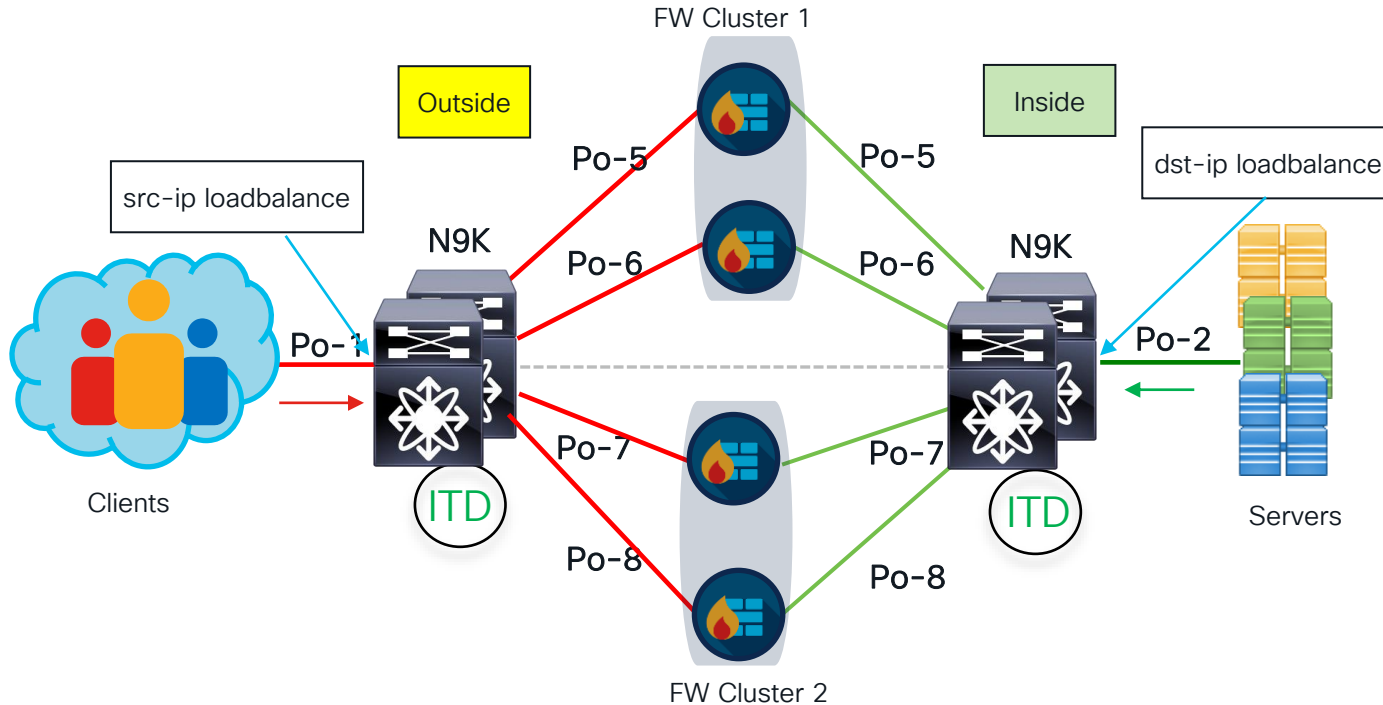 FW Cluster 1
Outside
Inside
src-ip loadbalance
dst-ip loadbalance
Po-5
Po-5
N9K
Po-6
Po-6
N9K
Po-1
Po-2
Po-7
Po-7
Clients
ITD
ITD
Servers
Po-8
Po-8
FW Cluster 2